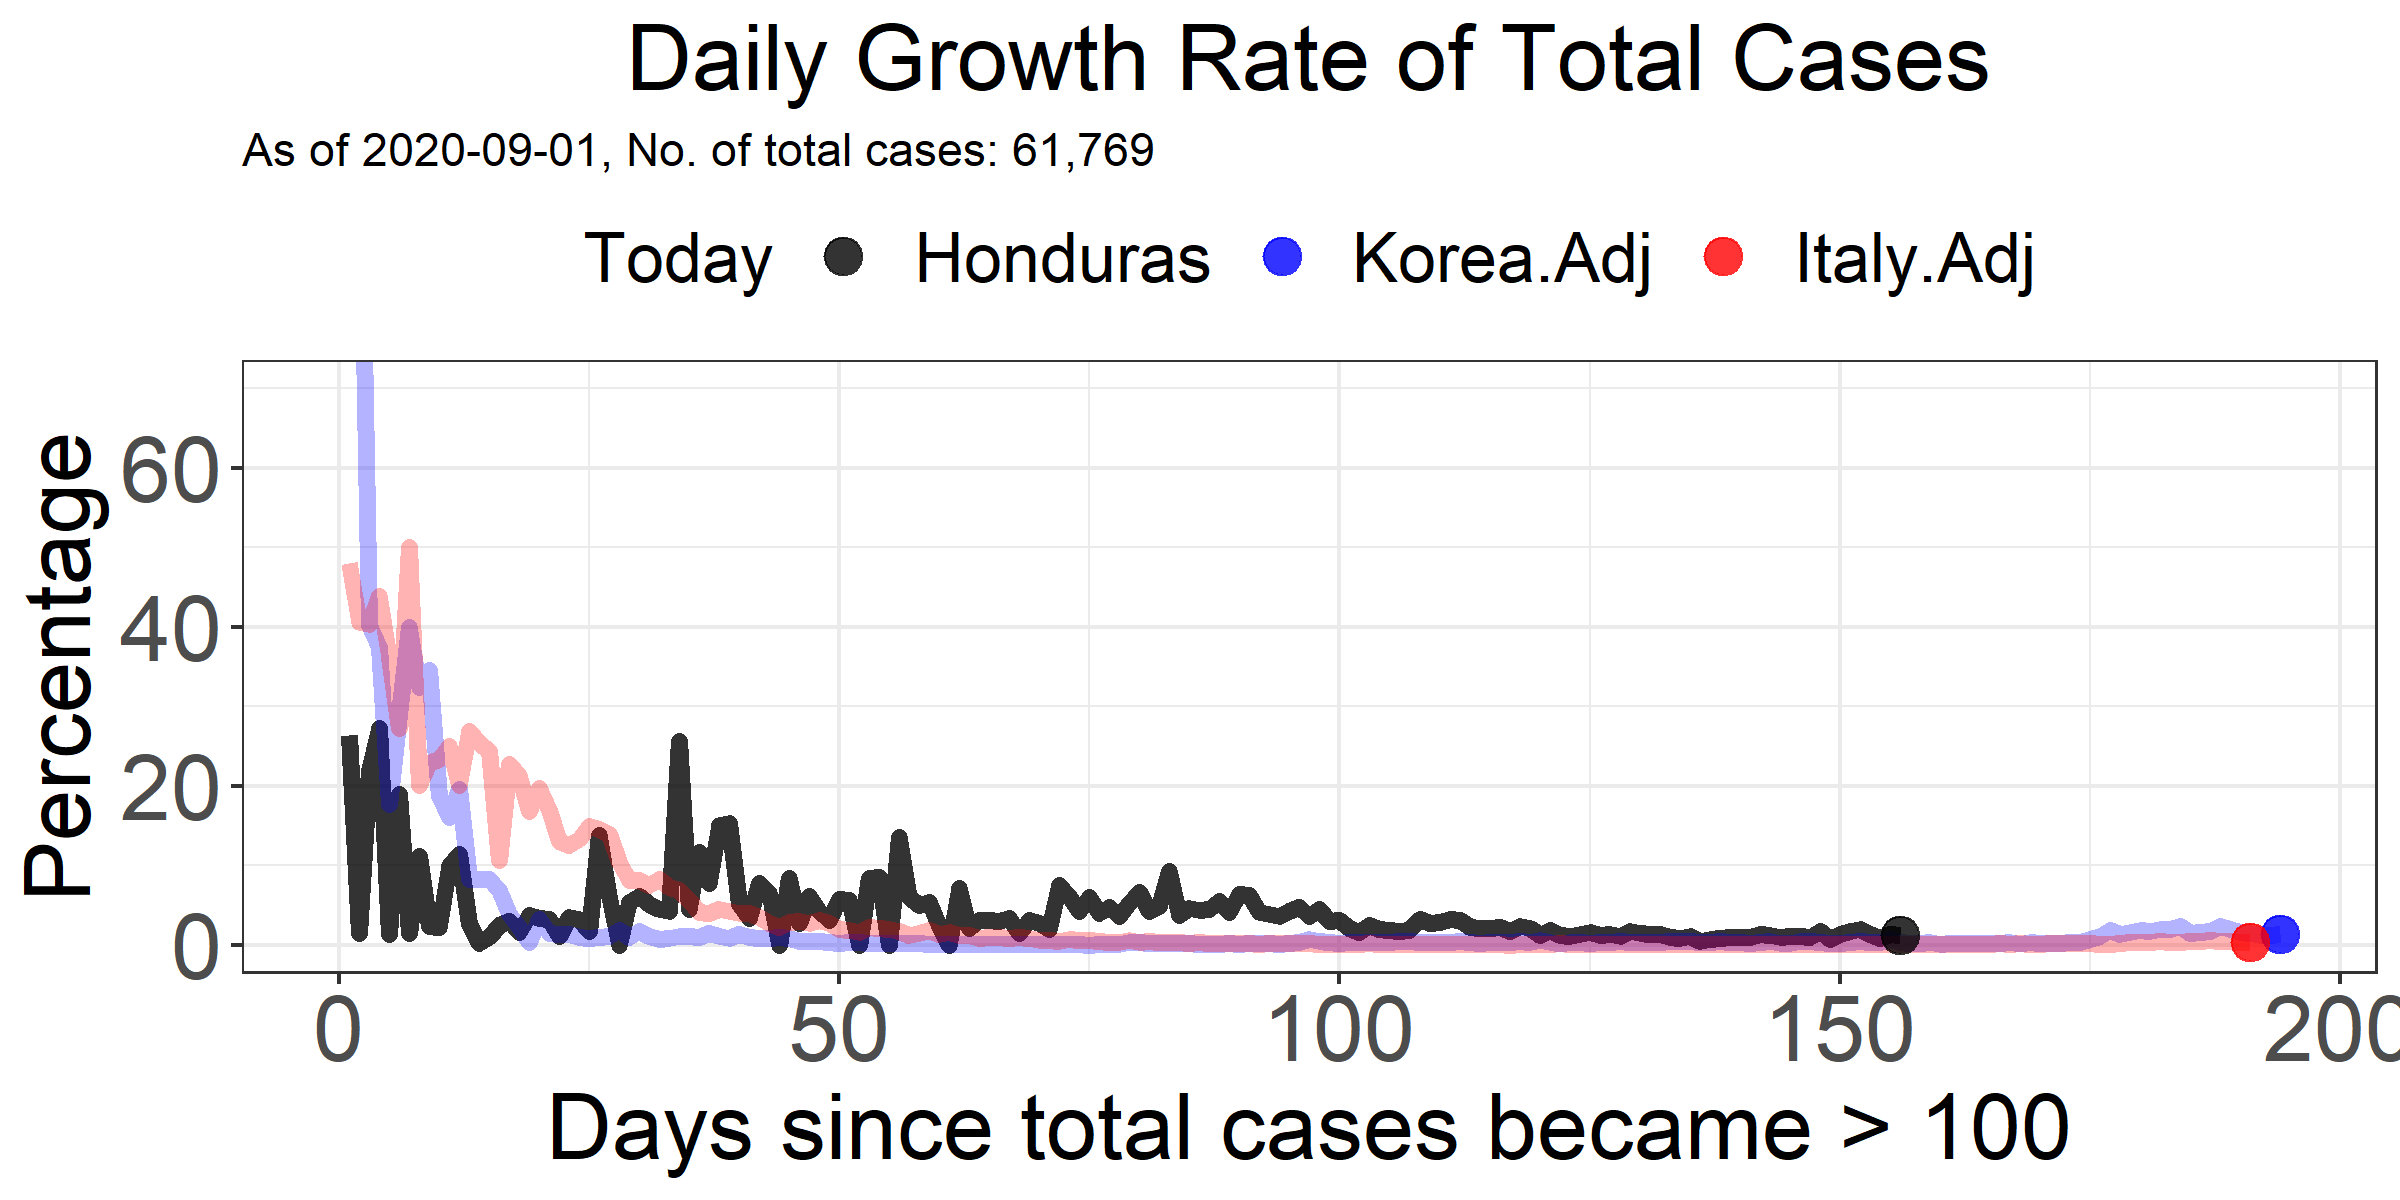 Daily Growth Rate of Total Cases
As of 2020-09-01, No. of total cases: 61,769
Today Honduras Korea.Adj Italy.Adj
Percentage
60
40
20
0
0 50 100 150 200
Days since total cases became > 100